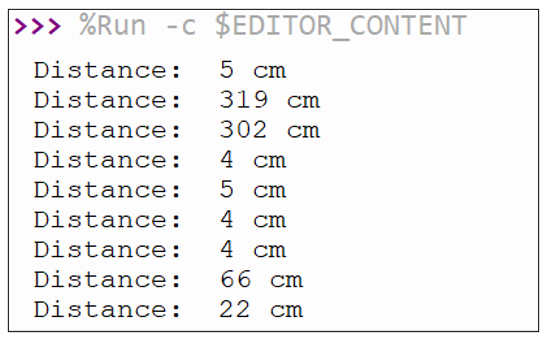 >>> %Run -c $EDITOR_CONTENT
Distance: 5 cm
Distance: 319 cm
Distance: 302 cm
Distance: 4 cm
Distance: 5 cm
Distance: 4 cm
Distance: 4 cm
Distance: 66 cm
Distance: 22 cm